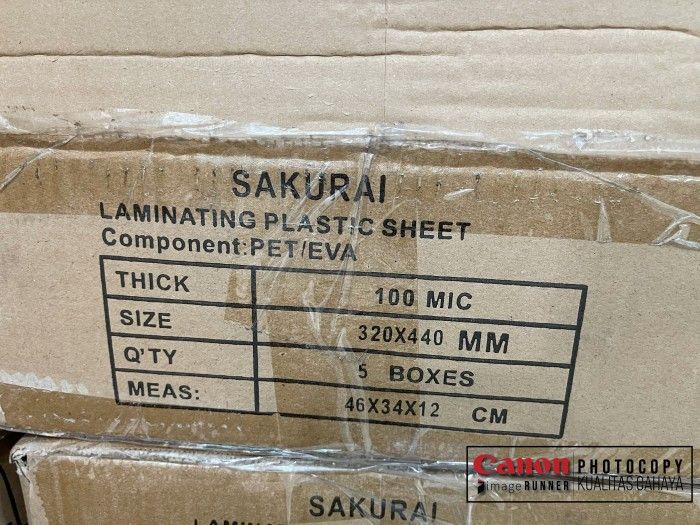 SAKURAI
LAMINATING PLASTIC SHEET
Component:PET/EVA
THICK 100 MIC
SIZE 320X440 MM
Q'TY 5 BOXES
MEAS: 46X34X12 CM
Canon PHOTOCOPY
imageRUNNER KUALITAS CAHAYA
SAKURAI